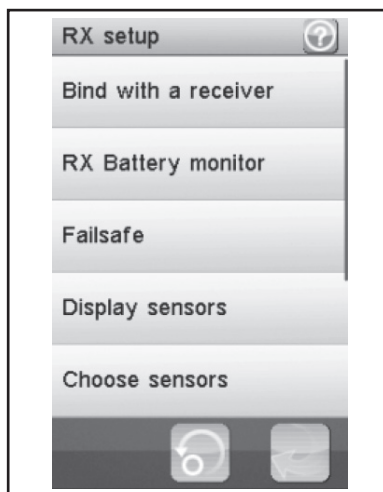 RX setup
?
Bind with a receiver
RX Battery monitor
Failsafe
Display sensors
Choose sensors